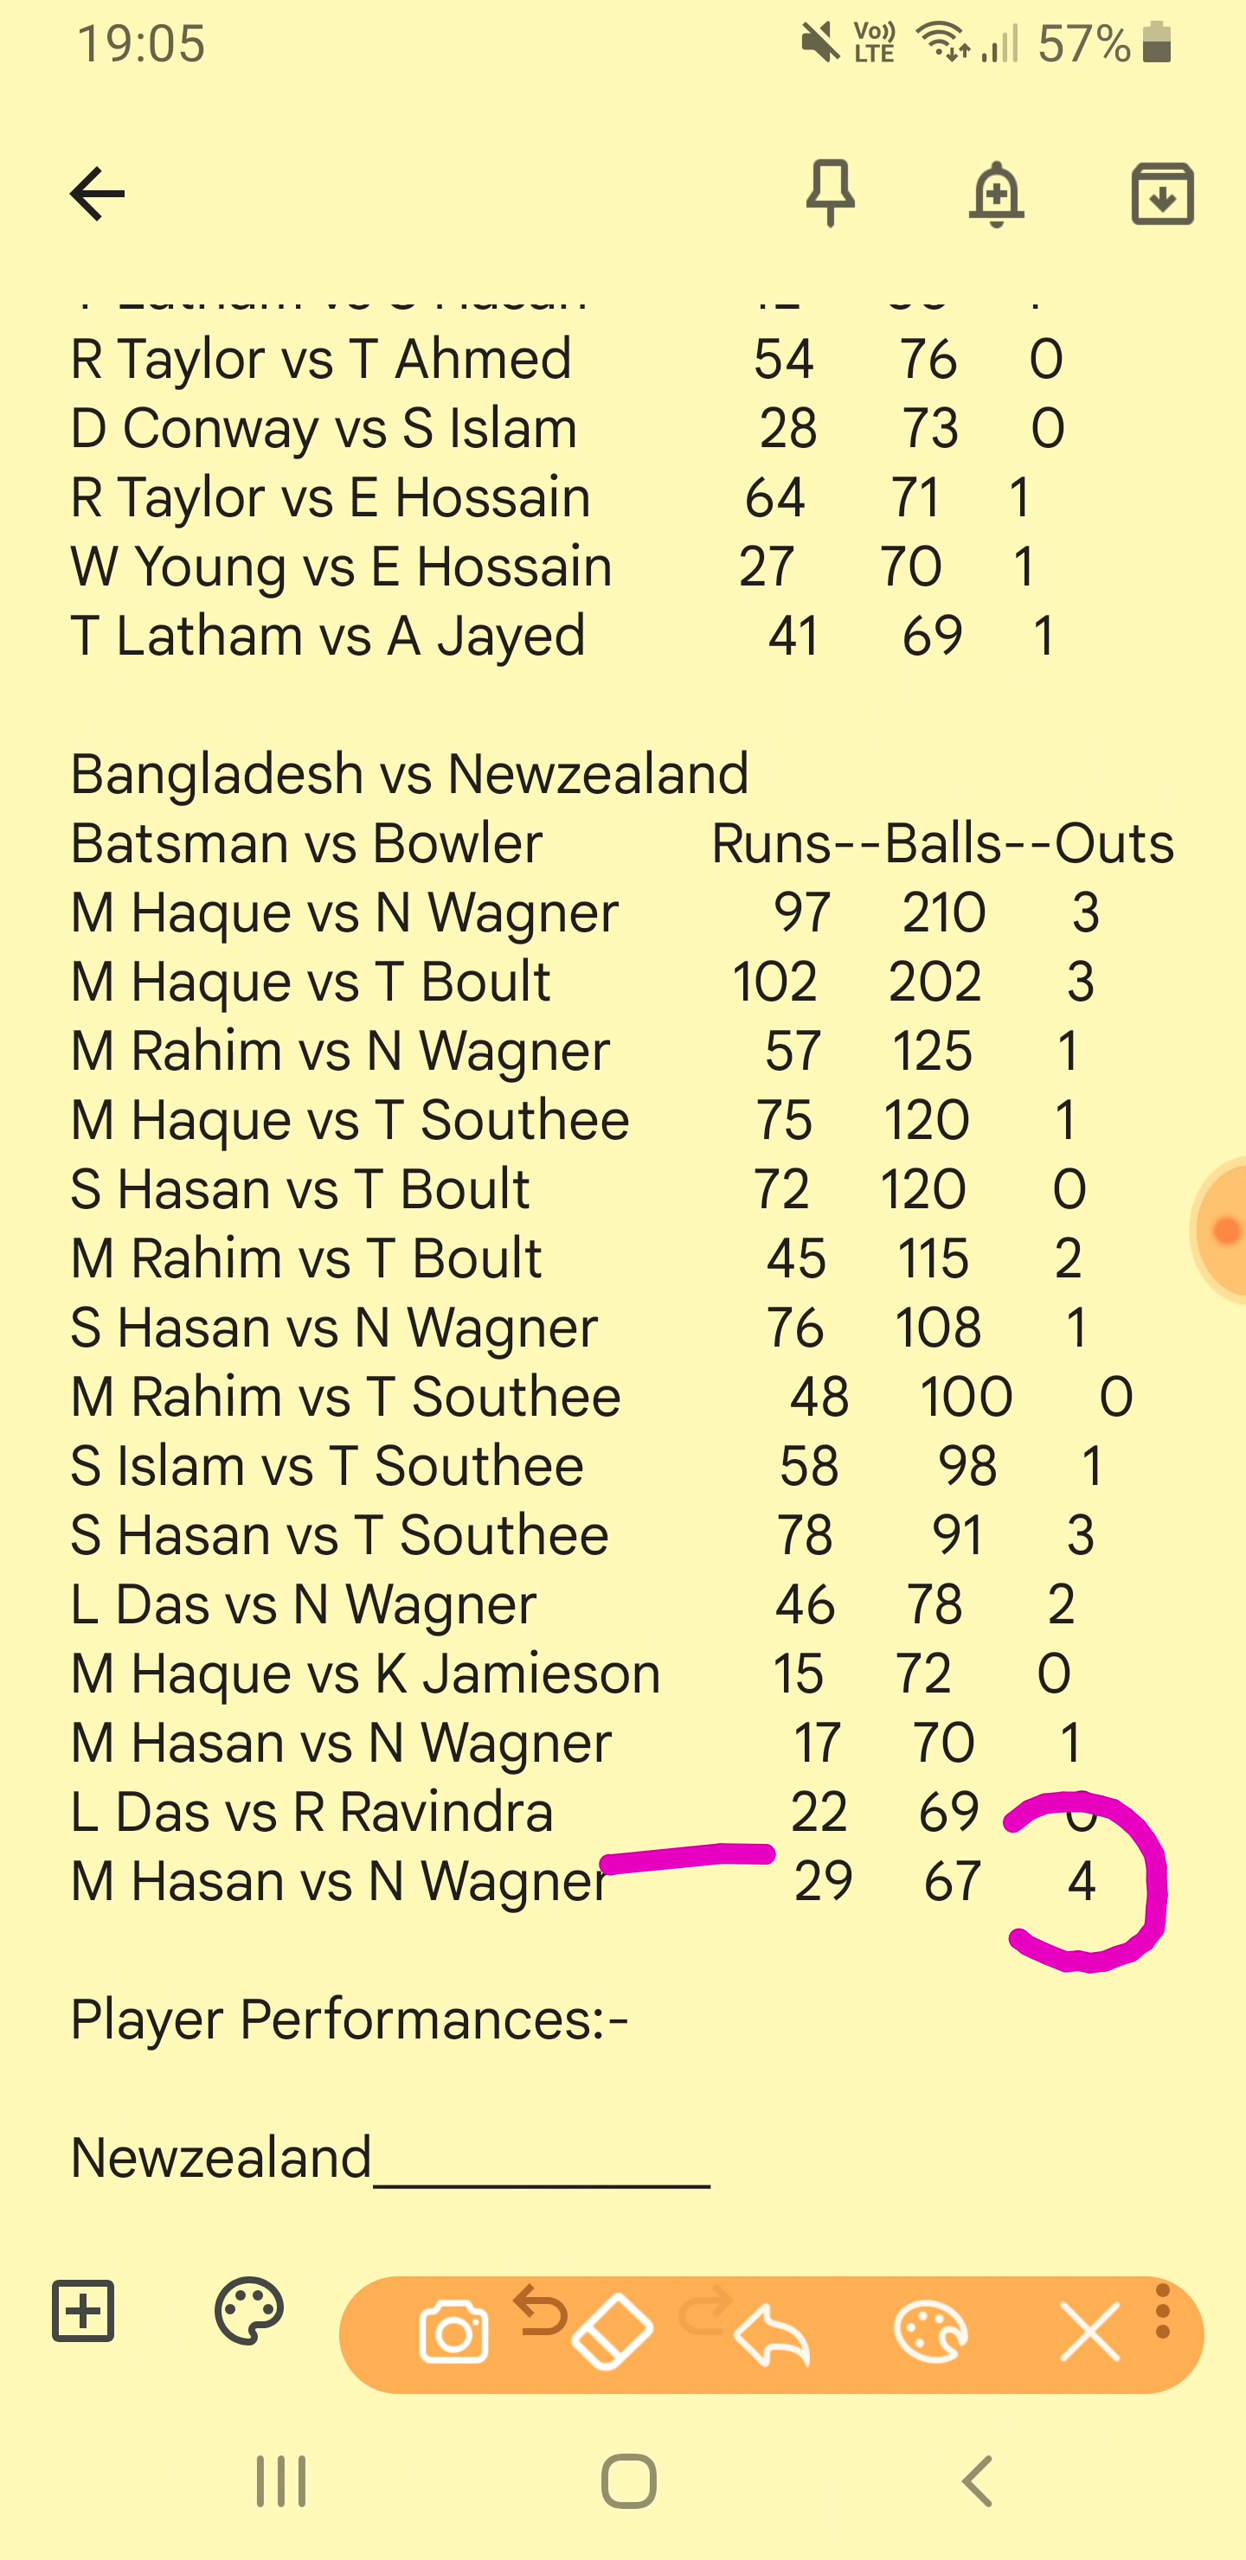 19:05 Vo)) LTE 57%
R Taylor vs T Ahmed 54 76 0
D Conway vs S Islam 28 73 0
R Taylor vs E Hossain 64 71 1
W Young vs E Hossain 27 70 1
T Latham vs A Jayed 41 69 1
Bangladesh vs Newzealand
Batsman vs Bowler Runs--Balls--Outs
M Haque vs N Wagner 97 210 3
M Haque vs T Boult 102 202 3
M Rahim vs N Wagner 57 125 1
M Haque vs T Southee 75 120 1
S Hasan vs T Boult 72 120 0
M Rahim vs T Boult 45 115 2
S Hasan vs N Wagner 76 108 1
M Rahim vs T Southee 48 100 0
S Islam vs T Southee 58 98 1
S Hasan vs T Southee 78 91 3
L Das vs N Wagner 46 78 2
M Haque vs K Jamieson 15 72 0
M Hasan vs N Wagner 17 70 1
L Das vs R Ravindra 22 69 0
M Hasan vs N Wagner 29 67 4
Player Performances:-
Newzealand__________